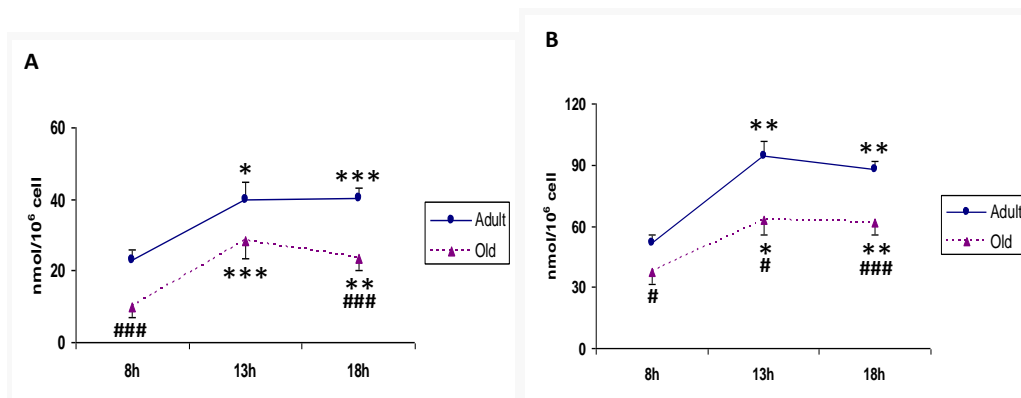 A
60
40
20
0
nmol/10⁶ cell
*
***
***
**
###
###
8h
13h
18h
Adult
Old
B
120
90
60
30
0
nmol/10⁶ cell
**
**
*
#
**
###
#
8h
13h
18h
Adult
Old